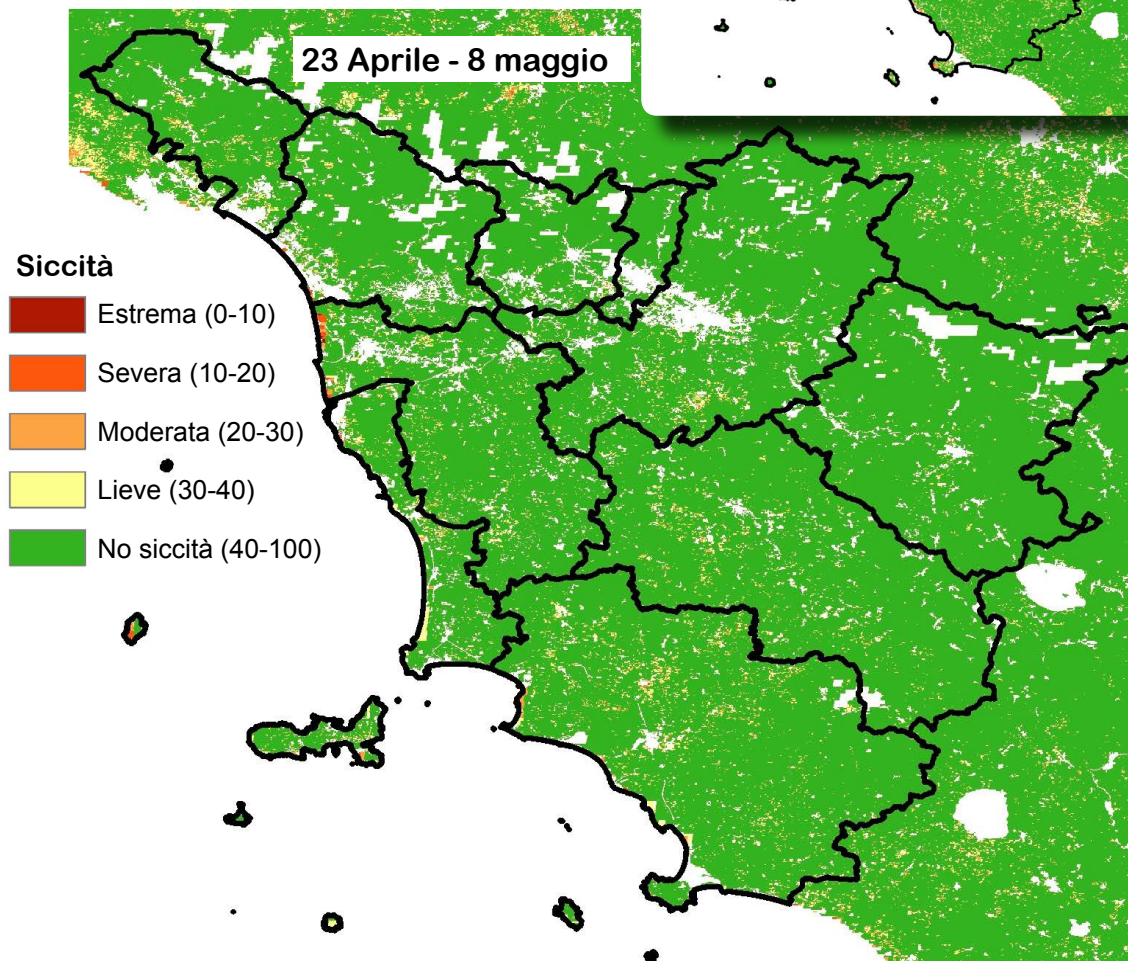 23 Aprile - 8 maggio
Siccità
Estrema (0-10)
Severa (10-20)
Moderata (20-30)
Lieve (30-40)
No siccità (40-100)